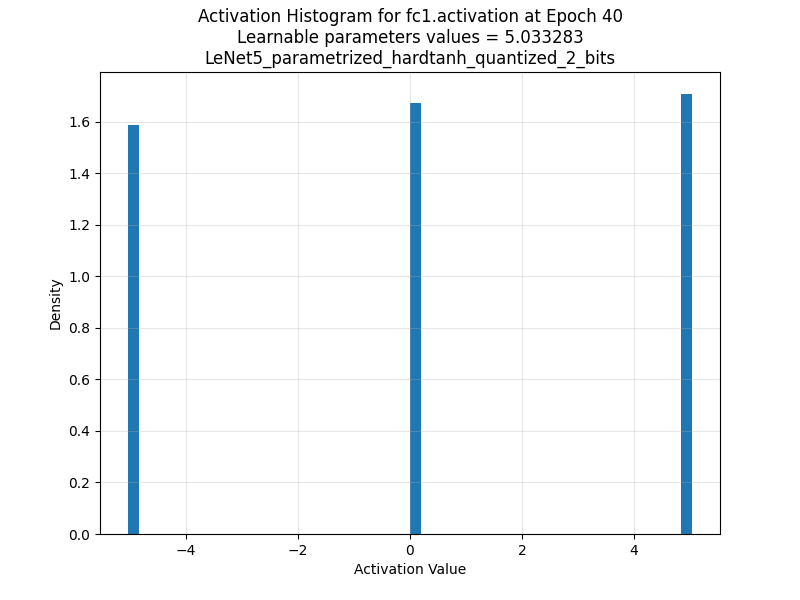 Activation Histogram for fc1.activation at Epoch 40
Learnable parameters values = 5.033283
LeNet5_parametrized_hardtanh_quantized_2_bits
1.6
1.4
1.2
1.0
0.8
0.6
0.4
0.2
0.0
Density
−4
−2
0
2
4
Activation Value